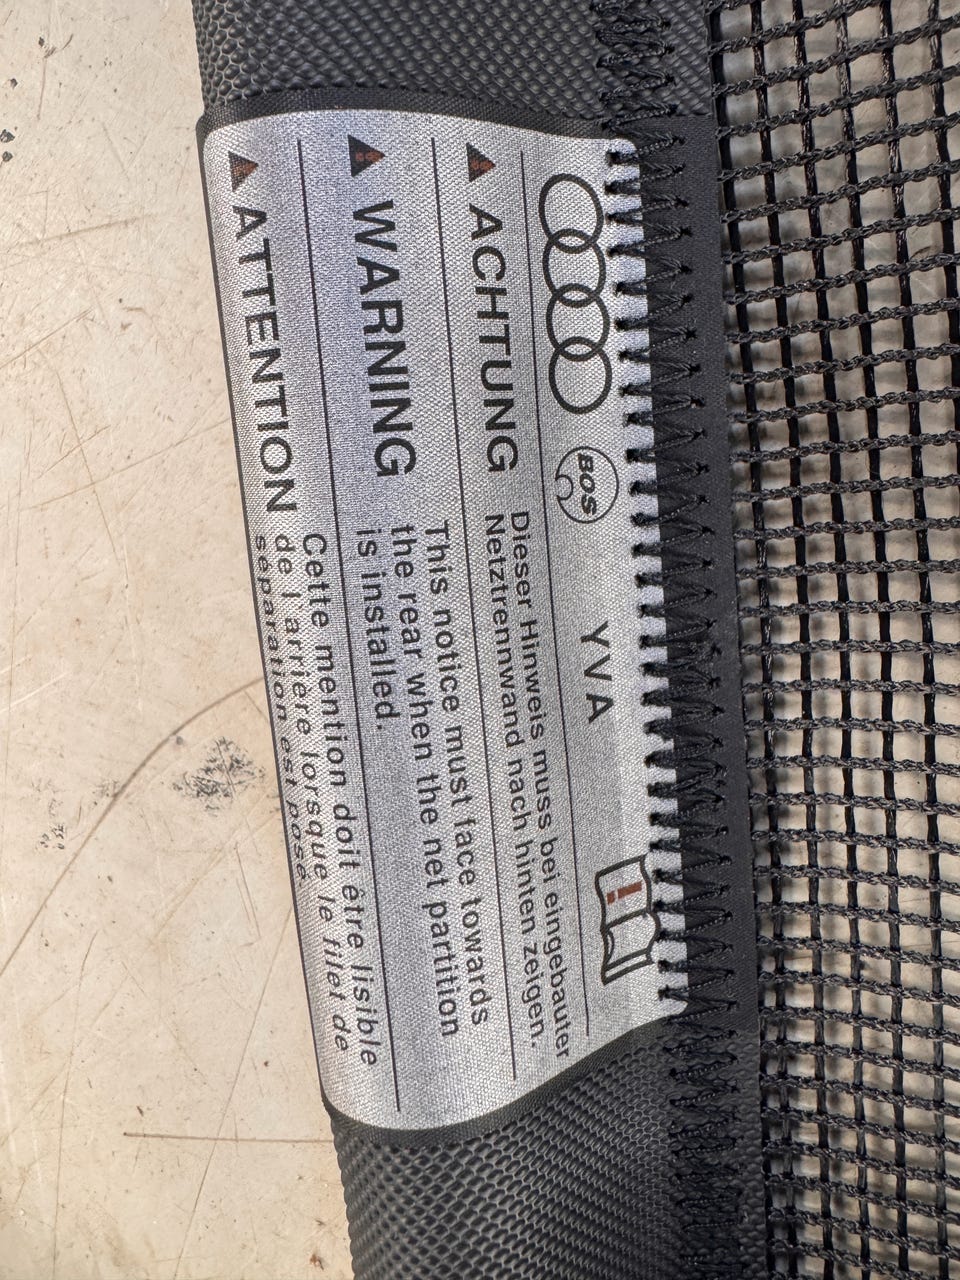 BOS YVA
ACHTUNG
Dieser Hinweis muss bei eingebauter
Netztrennwand nach hinten zeigen.
WARNING
This notice must face towards
the rear when the net partition
is installed.
ATTENTION
Cette mention doit être lisible
de l'arrière lorsque le filet de
séparation est posé.